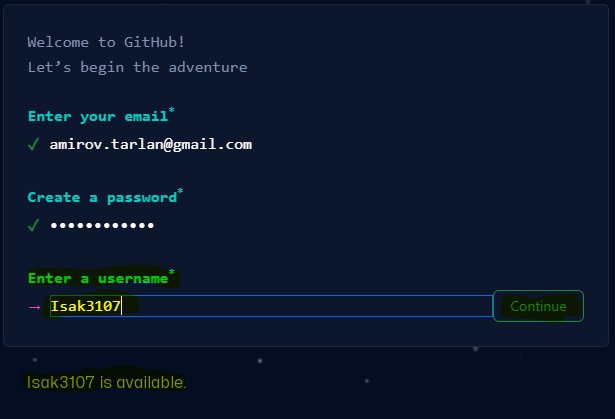 Welcome to GitHub!
Let’s begin the adventure
Enter your email*
✓ amirov.tarlan@gmail.com
Create a password*
✓ ••••••••••••
Enter a username*
→ Isak3107
Continue
Isak3107 is available.